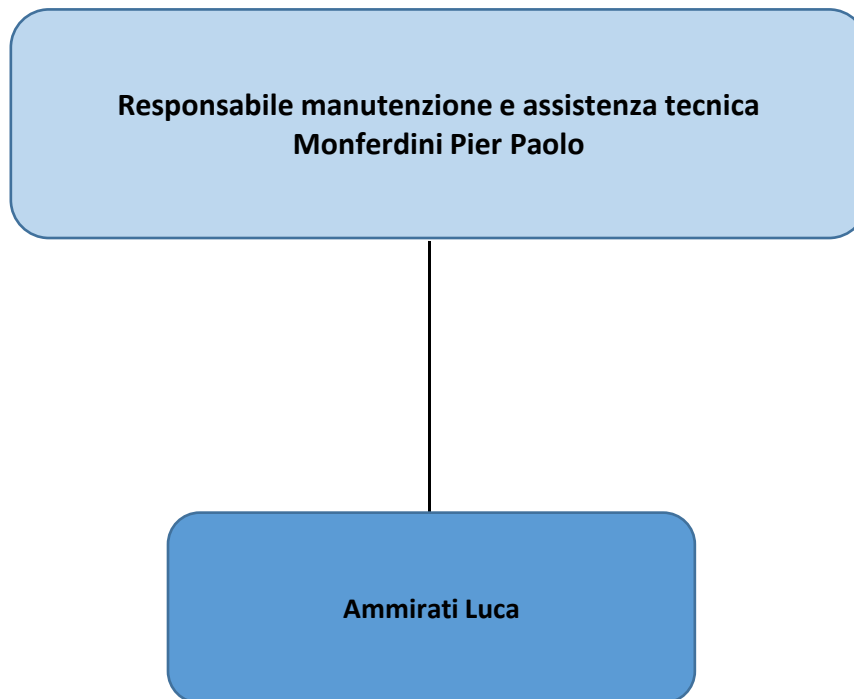 Responsabile manutenzione e assistenza tecnica
Monferdini Pier Paolo
Ammirati Luca